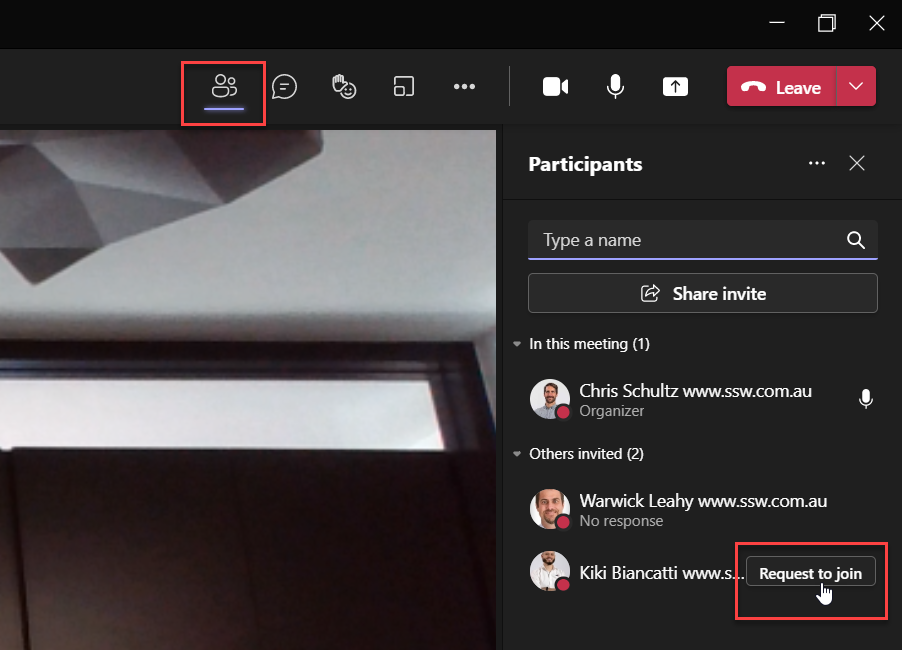 Leave
Participants
Type a name
Share invite
In this meeting (1)
Chris Schultz www.ssw.com.au
Organizer
Others invited (2)
Warwick Leahy www.ssw.com.au
No response
Kiki Biancatti www.s...
Request to join